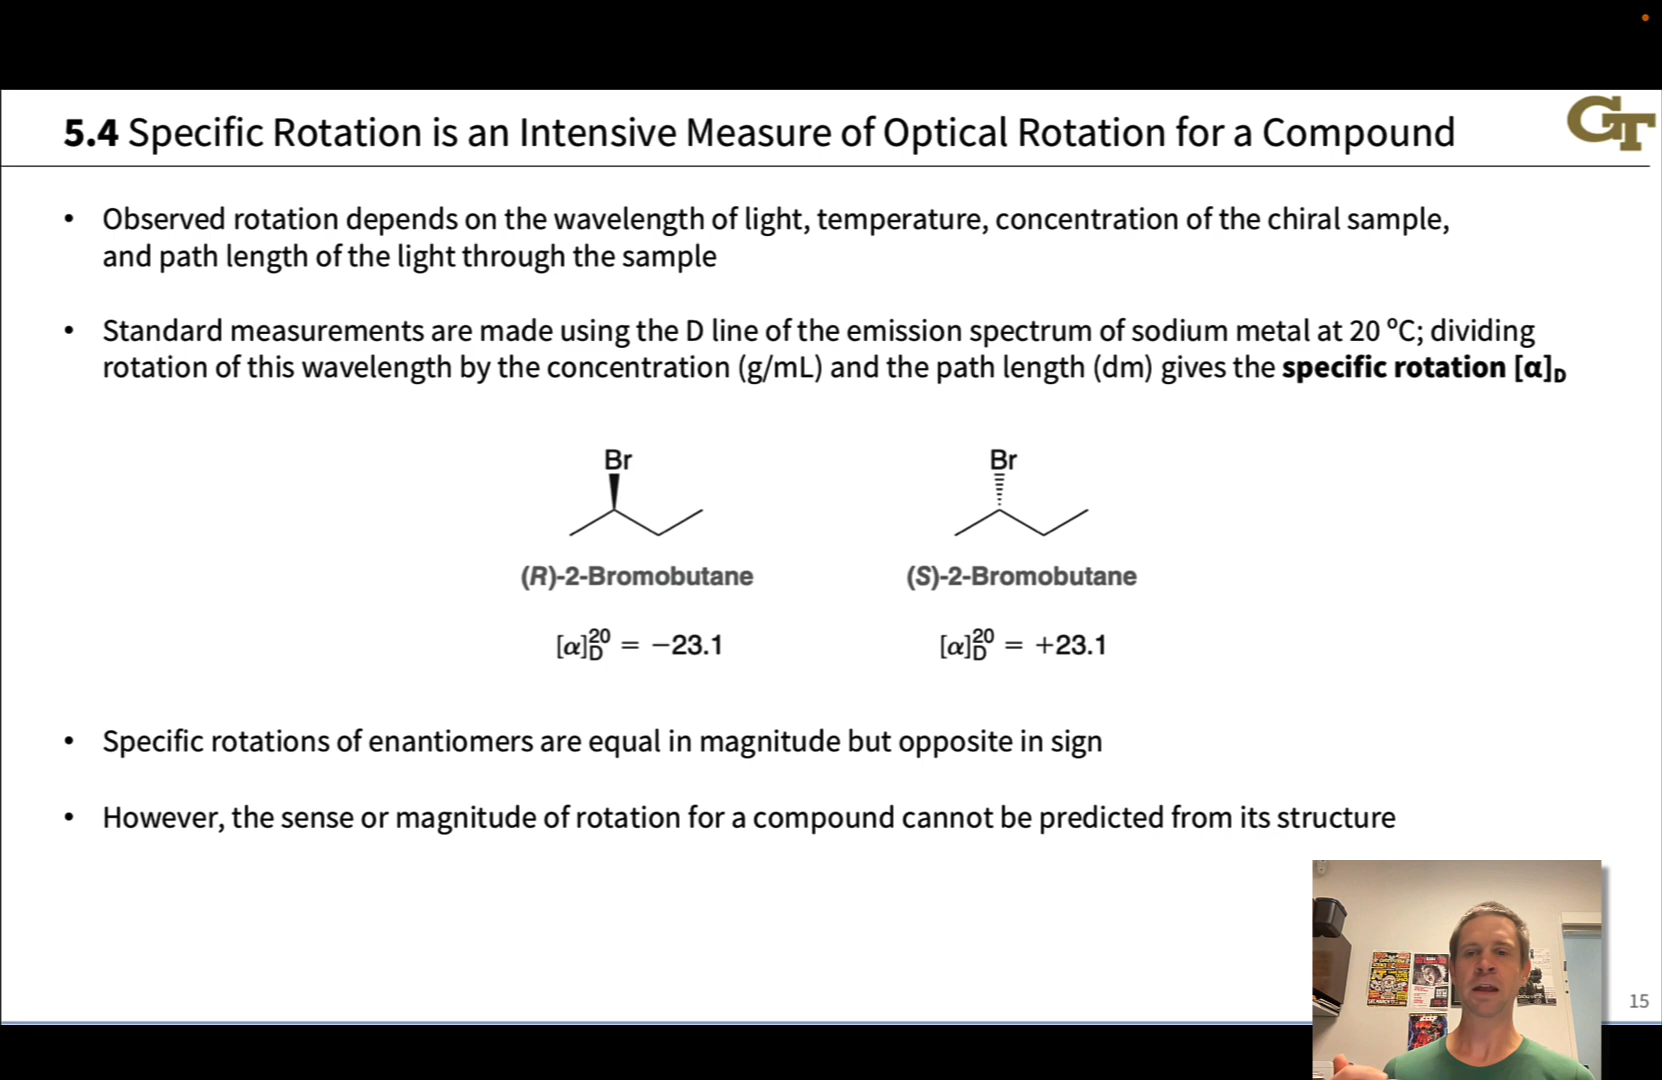 GT
5.4 Specific Rotation is an Intensive Measure of Optical Rotation for a Compound
• Observed rotation depends on the wavelength of light, temperature, concentration of the chiral sample,
and path length of the light through the sample
• Standard measurements are made using the D line of the emission spectrum of sodium metal at 20 ºC; dividing
rotation of this wavelength by the concentration (g/mL) and the path length (dm) gives the specific rotation [α]D
Br
(R)-2-Bromobutane
[α]20D = −23.1
Br
(S)-2-Bromobutane
[α]20D = +23.1
• Specific rotations of enantiomers are equal in magnitude but opposite in sign
• However, the sense or magnitude of rotation for a compound cannot be predicted from its structure
15